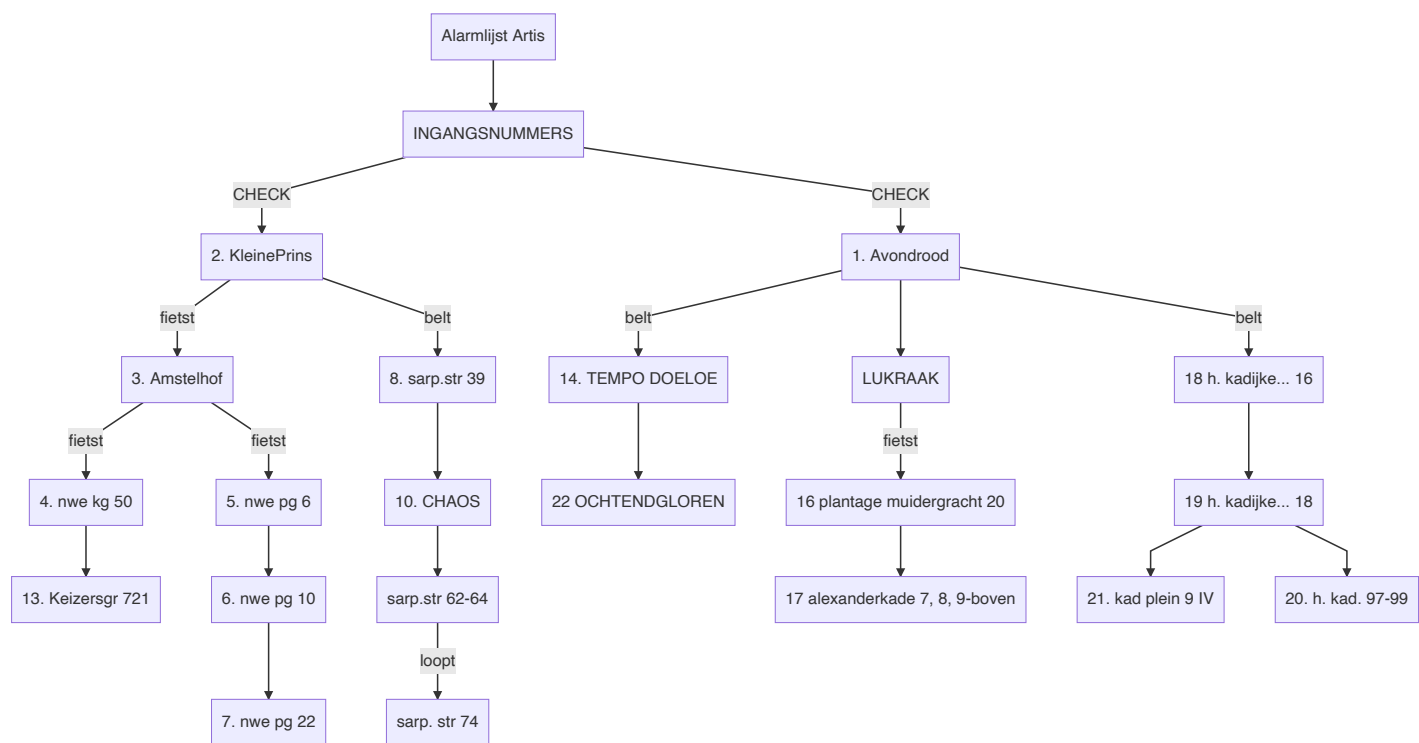 Alarmlijst Artis
INGANGSNUMMERS
CHECK
CHECK
2. KleinePrins
1. Avondrood
fietst
belt
belt
belt
3. Amstelhof
8. sarp.str 39
14. TEMPO DOELOE
LUKRAAK
18 h. kadijke... 16
fietst
fietst
fietst
4. nwe kg 50
5. nwe pg 6
10. CHAOS
22 OCHTENDGLOREN
16 plantage muidergracht 20
19 h. kadijke... 18
13. Keizersgr 721
6. nwe pg 10
sarp.str 62-64
17 alexanderkade 7, 8, 9-boven
21. kad plein 9 IV
20. h. kad. 97-99
loopt
7. nwe pg 22
sarp. str 74